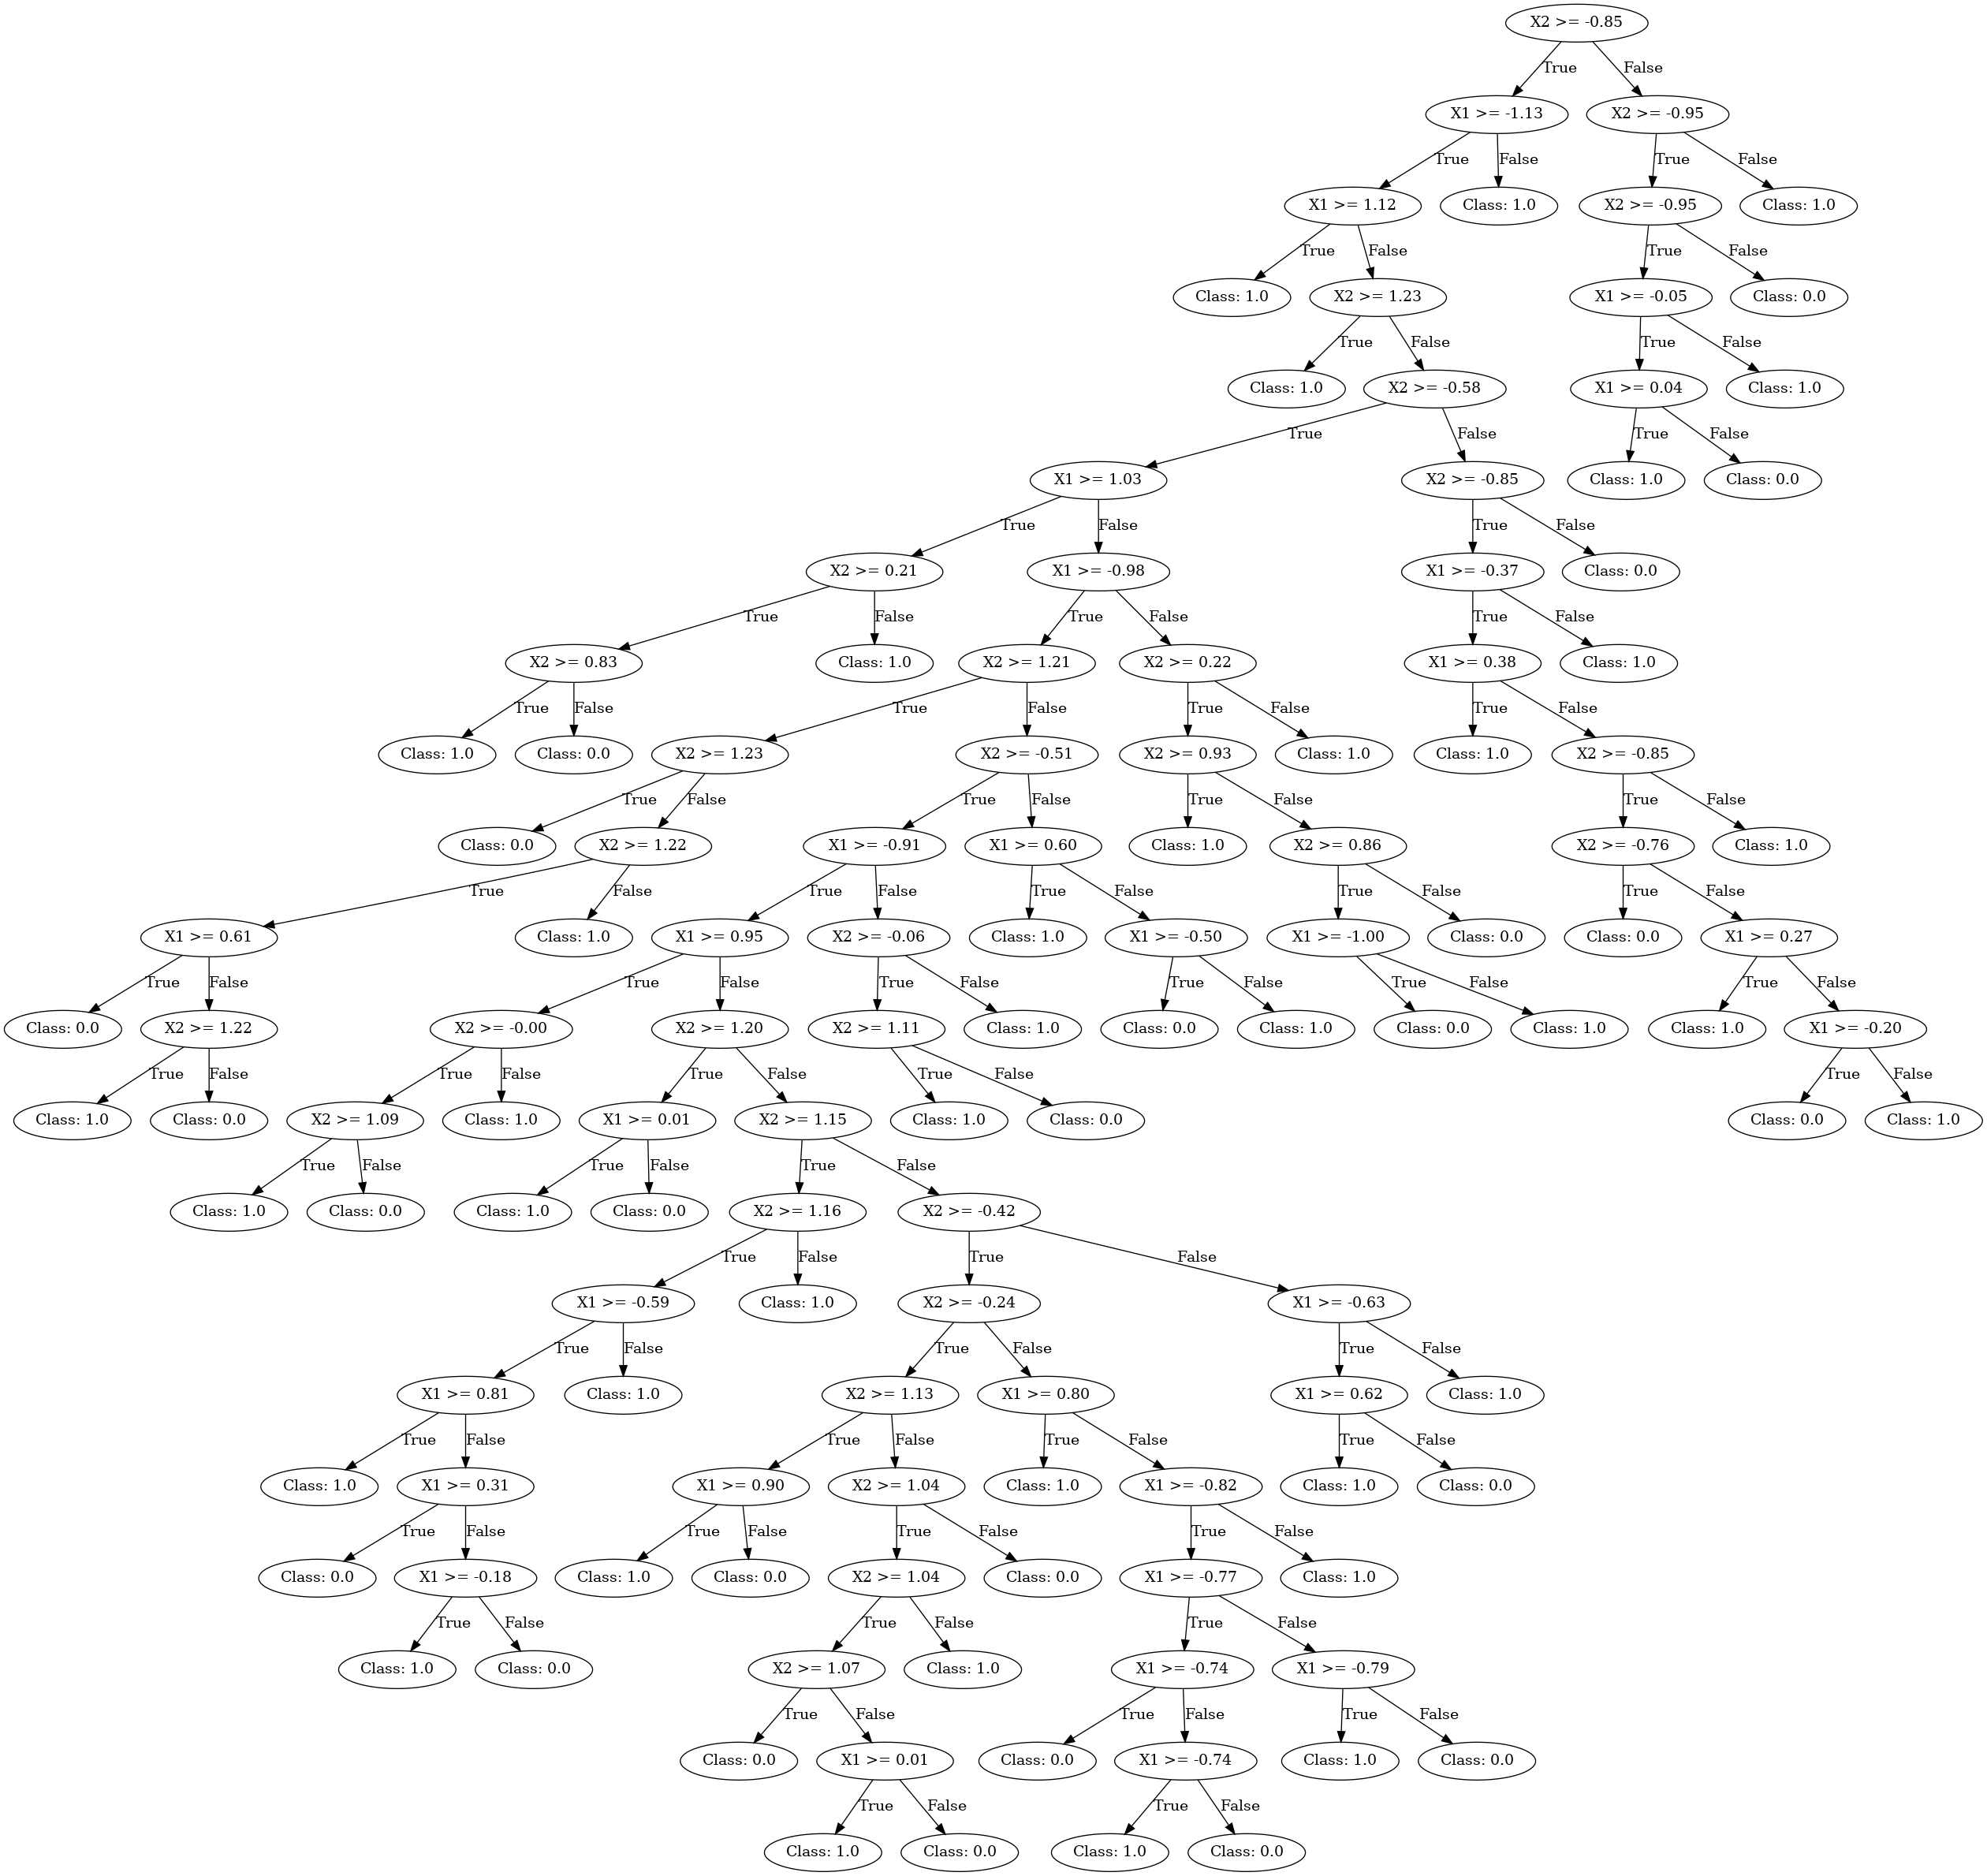 X2 >= -0.85
True False
X1 >= -1.13 X2 >= -0.95
True False True False
X1 >= 1.12 Class: 1.0 X2 >= -0.95 Class: 1.0
True False True False
Class: 1.0 X2 >= 1.23 X1 >= -0.05 Class: 0.0
True False True False
Class: 1.0 X2 >= -0.58 X1 >= 0.04 Class: 1.0
True False True False
X1 >= 1.03 X2 >= -0.85 Class: 1.0 Class: 0.0
True False True False
X2 >= 0.21 X1 >= -0.98 X1 >= -0.37 Class: 0.0
True False True False True False
X2 >= 0.83 Class: 1.0 X2 >= 1.21 X2 >= 0.22 X1 >= 0.38 Class: 1.0
True False True False True False True False
Class: 1.0 Class: 0.0 X2 >= 1.23 X2 >= -0.51 X2 >= 0.93 Class: 1.0 Class: 1.0 X2 >= -0.85
True False True False True False True False
Class: 0.0 X2 >= 1.22 X1 >= -0.91 X1 >= 0.60 Class: 1.0 X2 >= 0.86 X2 >= -0.76 Class: 1.0
True False True False True False True False True False
X1 >= 0.61 Class: 1.0 X1 >= 0.95 X2 >= -0.06 Class: 1.0 X1 >= -0.50 X1 >= -1.00 Class: 0.0 Class: 0.0 X1 >= 0.27
True False True False True False True False True False True False
Class: 0.0 X2 >= 1.22 X2 >= -0.00 X2 >= 1.20 X2 >= 1.11 Class: 1.0 Class: 0.0 Class: 1.0 Class: 0.0 Class: 1.0 Class: 1.0 X1 >= -0.20
True False True False True False True False True False
Class: 1.0 Class: 0.0 X2 >= 1.09 Class: 1.0 X1 >= 0.01 X2 >= 1.15 Class: 1.0 Class: 0.0 Class: 0.0 Class: 1.0
True False True False True False
Class: 1.0 Class: 0.0 Class: 1.0 Class: 0.0 X2 >= 1.16 X2 >= -0.42
True False True False
X1 >= -0.59 Class: 1.0 X2 >= -0.24 X1 >= -0.63
True False True False True False
X1 >= 0.81 Class: 1.0 X2 >= 1.13 X1 >= 0.80 X1 >= 0.62 Class: 1.0
True False True False True False True False
Class: 1.0 X1 >= 0.31 X1 >= 0.90 X2 >= 1.04 Class: 1.0 X1 >= -0.82 Class: 1.0 Class: 0.0
True False True False True False True False
Class: 0.0 X1 >= -0.18 Class: 1.0 Class: 0.0 X2 >= 1.04 Class: 0.0 X1 >= -0.77 Class: 1.0
True False True False True False
Class: 1.0 Class: 0.0 X2 >= 1.07 Class: 1.0 X1 >= -0.74 X1 >= -0.79
True False True False True False
Class: 0.0 X1 >= 0.01 Class: 0.0 X1 >= -0.74 Class: 1.0 Class: 0.0
True False True False
Class: 1.0 Class: 0.0 Class: 1.0 Class: 0.0